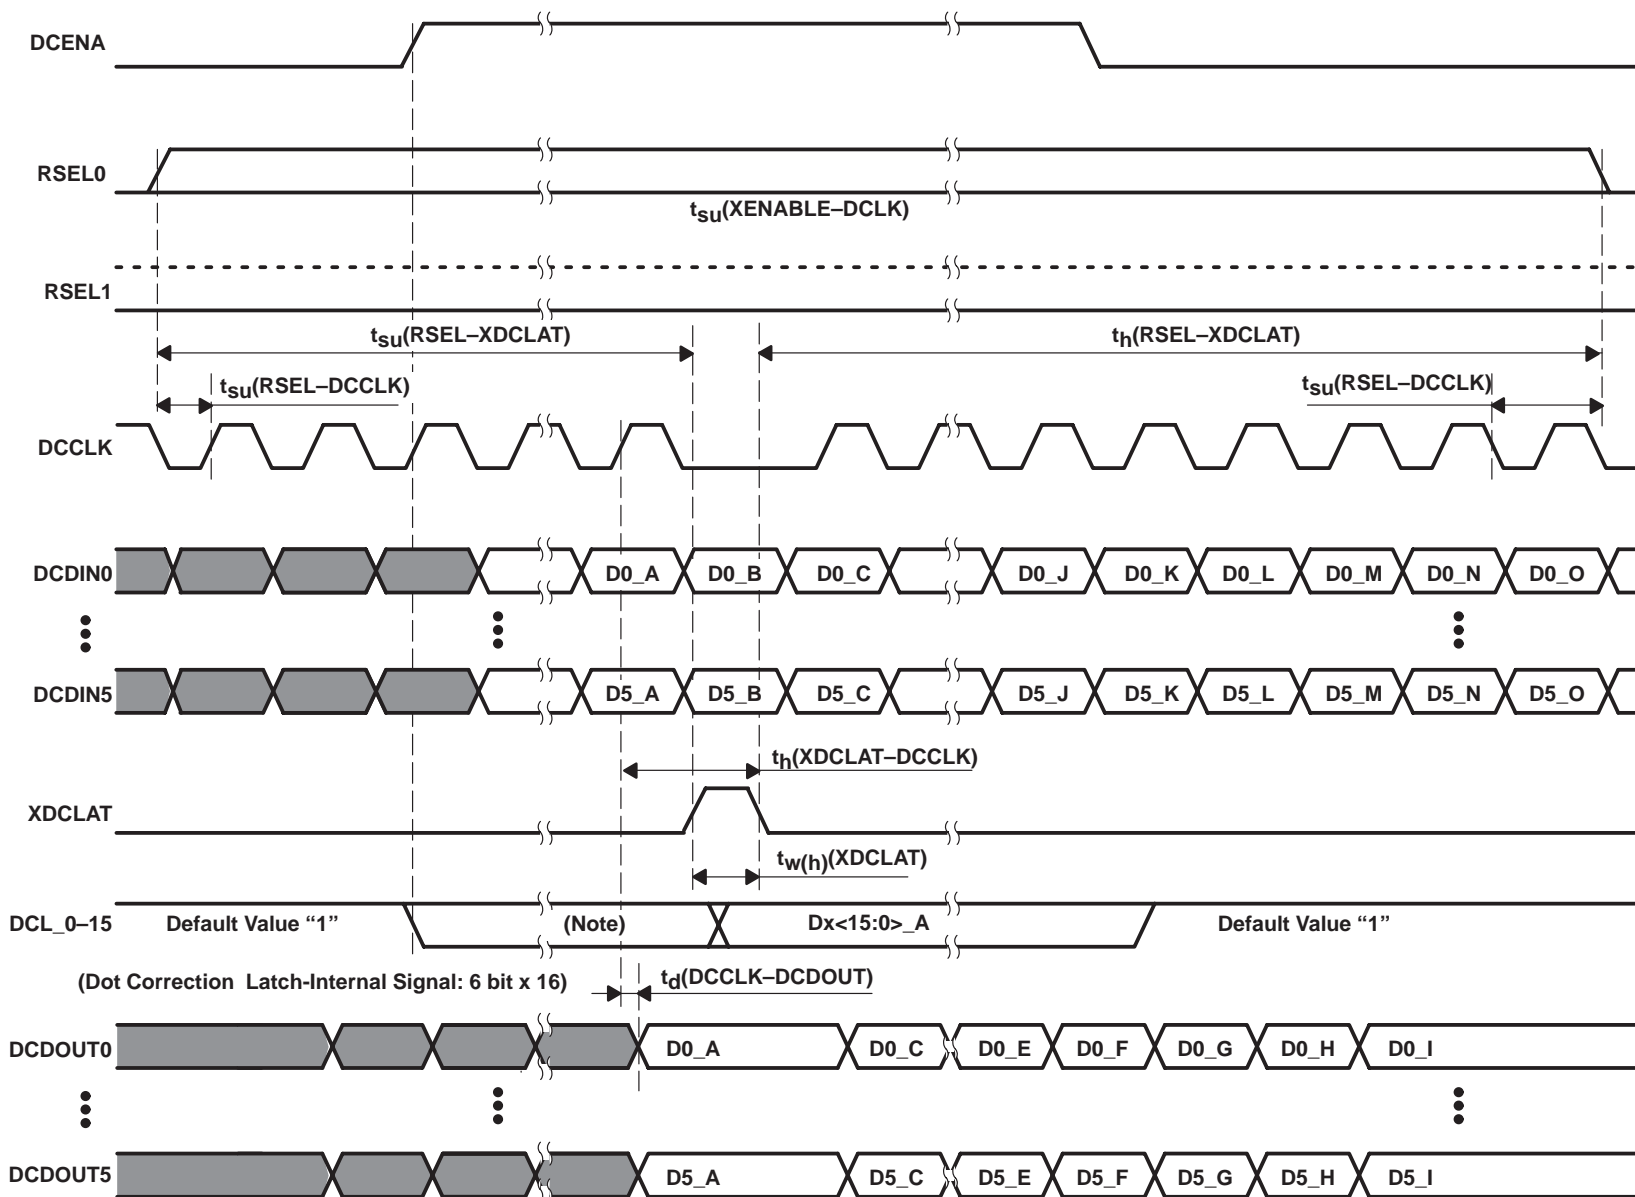 DCENA
RSEL0
tsu(XENABLE–DCLK)
RSEL1
tsu(RSEL–XDCLAT)
th(RSEL–XDCLAT)
tsu(RSEL–DCCLK)
tsu(RSEL–DCCLK)
DCCLK
DCDIN0
D0_A D0_B D0_C D0_J D0_K D0_L D0_M D0_N D0_O
DCDIN5
D5_A D5_B D5_C D5_J D5_K D5_L D5_M D5_N D5_O
th(XDCLAT–DCCLK)
XDCLAT
tw(h)(XDCLAT)
DCL_0–15 Default Value “1” (Note) Dx<15:0>_A Default Value “1”
(Dot Correction Latch-Internal Signal: 6 bit x 16)
td(DCCLK–DCDOUT)
DCDOUT0
D0_A D0_C D0_E D0_F D0_G D0_H D0_I
DCDOUT5
D5_A D5_C D5_E D5_F D5_G D5_H D5_I